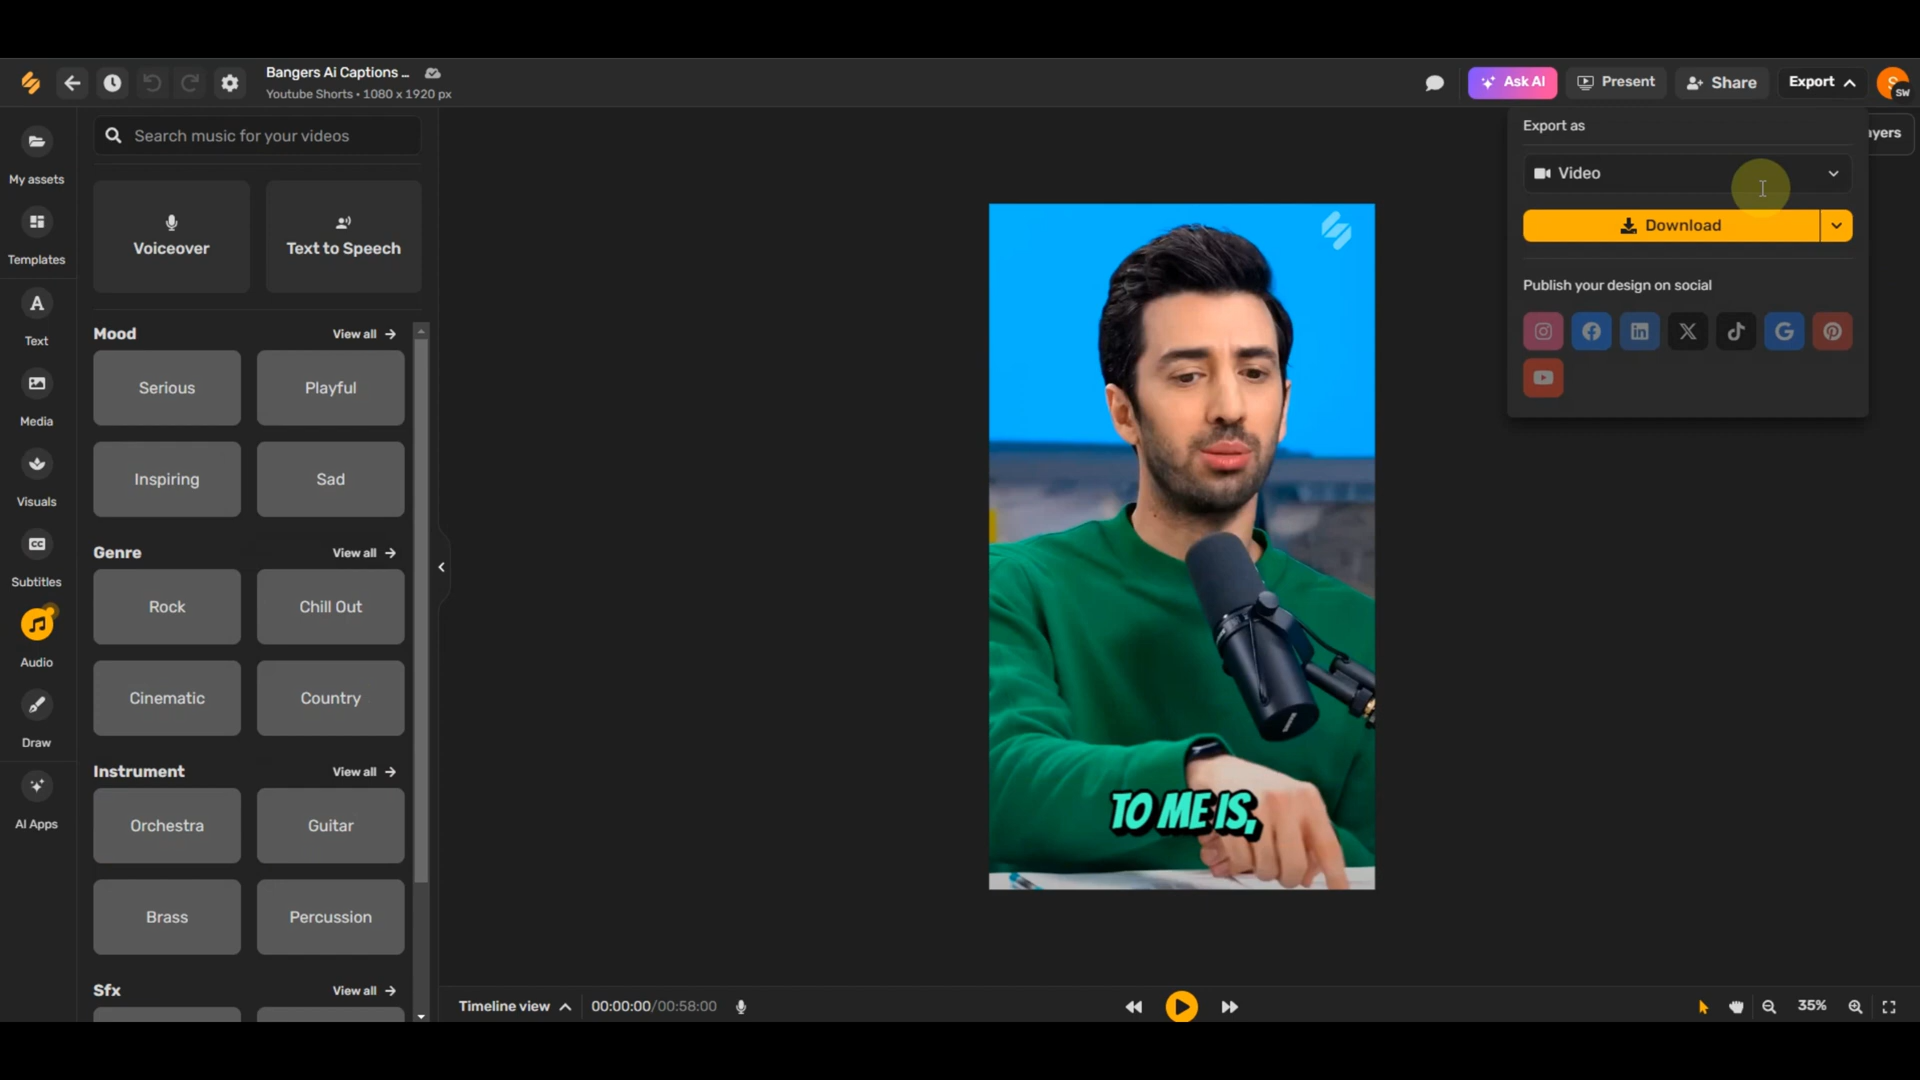 Bangers Ai Captions ...
Youtube Shorts • 1080 x 1920 px
Ask AI
Present
Share
Export
SW
Search music for your videos
Voiceover
Text to Speech
My assets
Templates
Text
Media
Visuals
Subtitles
Audio
Draw
AI Apps
Mood
View all
Serious
Playful
Inspiring
Sad
Genre
View all
Rock
Chill Out
Cinematic
Country
Instrument
View all
Orchestra
Guitar
Brass
Percussion
Sfx
View all
TO ME IS,
Export as
ayers
Video
Download
Publish your design on social
Timeline view
00:00:00/00:58:00
35%